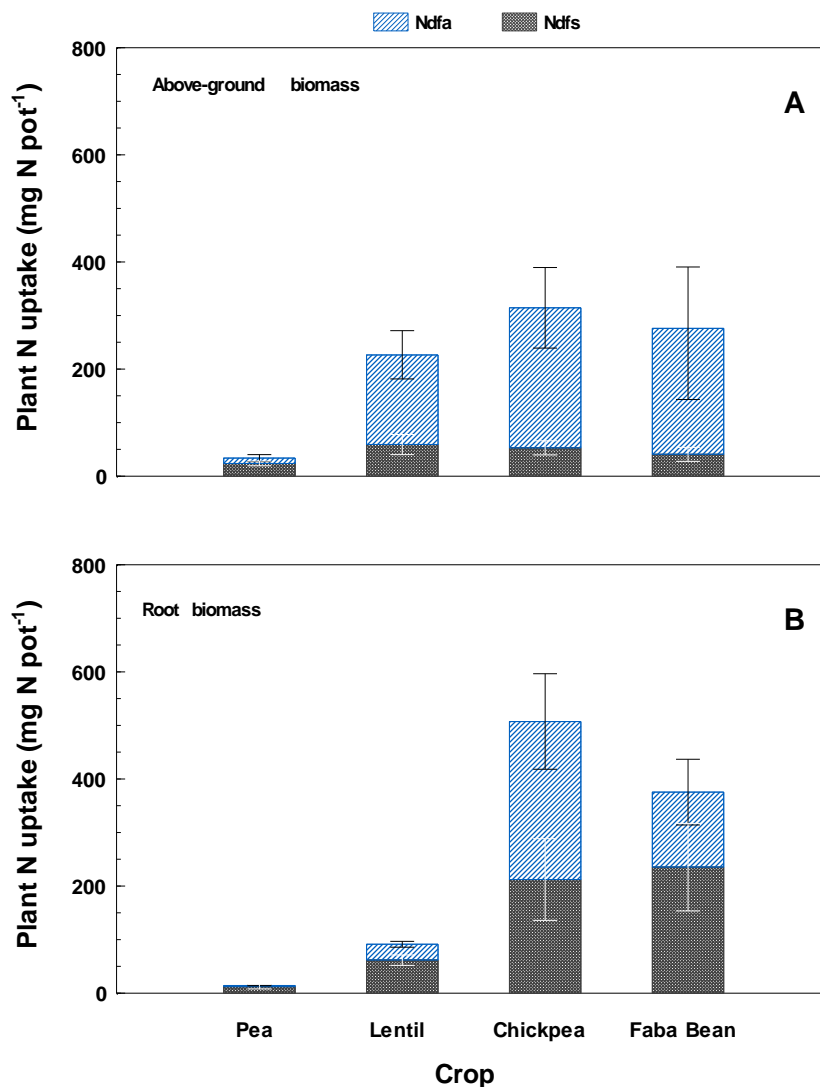 Ndfa Ndfs
800
Above-ground biomass
A
600
400
200
0
Plant N uptake (mg N pot⁻¹)
800
Root biomass
B
600
400
200
0
Plant N uptake (mg N pot⁻¹)
Pea Lentil Chickpea Faba Bean
Crop